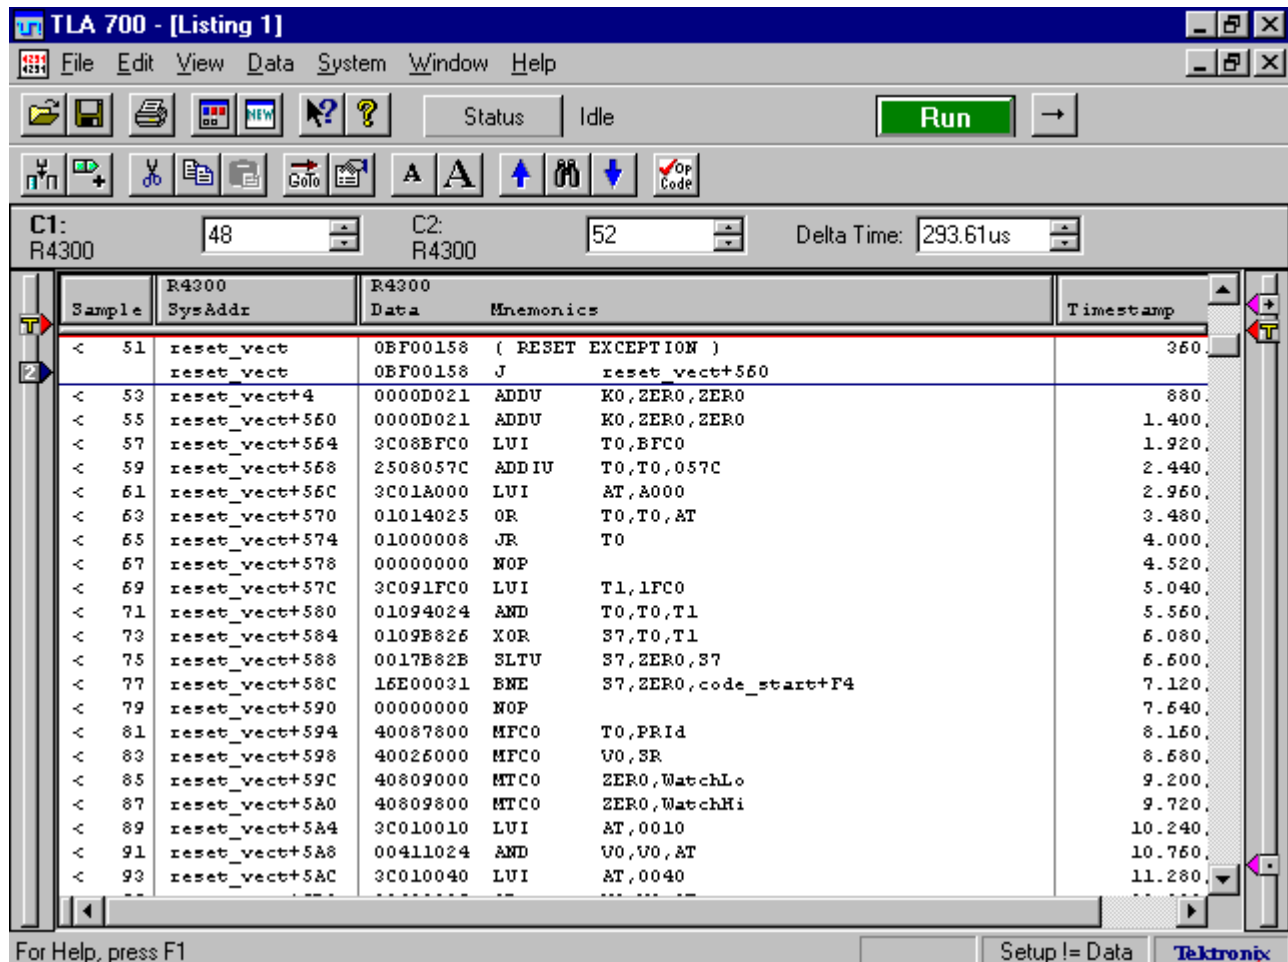 TLA 700 - [Listing 1]
File Edit View Data System Window Help
NEW Status Idle Run
GoTo A A Op Code
C1: 48 C2: 52 Delta Time: 293.61us
R4300 R4300
R4300 R4300
Sample SysAddr Data Mnemonics Timestamp
< 51 reset_vect 0BF00158 ( RESET EXCEPTION ) 360.
reset_vect 0BF00158 J reset_vect+560
< 53 reset_vect+4 0000D021 ADDU K0,ZERO,ZERO 880.
< 55 reset_vect+560 0000D021 ADDU K0,ZERO,ZERO 1.400,
< 57 reset_vect+564 3C08BFC0 LUI T0,BFC0 1.920,
< 59 reset_vect+568 2508057C ADDIU T0,T0,057C 2.440,
< 61 reset_vect+56C 3C01A000 LUI AT,A000 2.960,
< 63 reset_vect+570 01014025 OR T0,T0,AT 3.480,
< 65 reset_vect+574 01000008 JR T0 4.000,
< 67 reset_vect+578 00000000 NOP 4.520,
< 69 reset_vect+57C 3C091FC0 LUI T1,1FC0 5.040,
< 71 reset_vect+580 01094024 AND T0,T0,T1 5.560,
< 73 reset_vect+584 0109B826 XOR S7,T0,T1 6.080,
< 75 reset_vect+588 0017B82B SLTU S7,ZERO,S7 6.600,
< 77 reset_vect+58C 16E00031 BNE S7,ZERO,code_start+F4 7.120,
< 79 reset_vect+590 00000000 NOP 7.640,
< 81 reset_vect+594 40087800 MFC0 T0,PRId 8.160,
< 83 reset_vect+598 40026000 MFC0 V0,SR 8.680,
< 85 reset_vect+59C 40809000 MTC0 ZERO,WatchLo 9.200,
< 87 reset_vect+5A0 40809800 MTC0 ZERO,WatchHi 9.720,
< 89 reset_vect+5A4 3C010010 LUI AT,0010 10.240,
< 91 reset_vect+5A8 00411024 AND V0,V0,AT 10.760,
< 93 reset_vect+5AC 3C010040 LUI AT,0040 11.280,
For Help, press F1 Setup != Data Tektronix